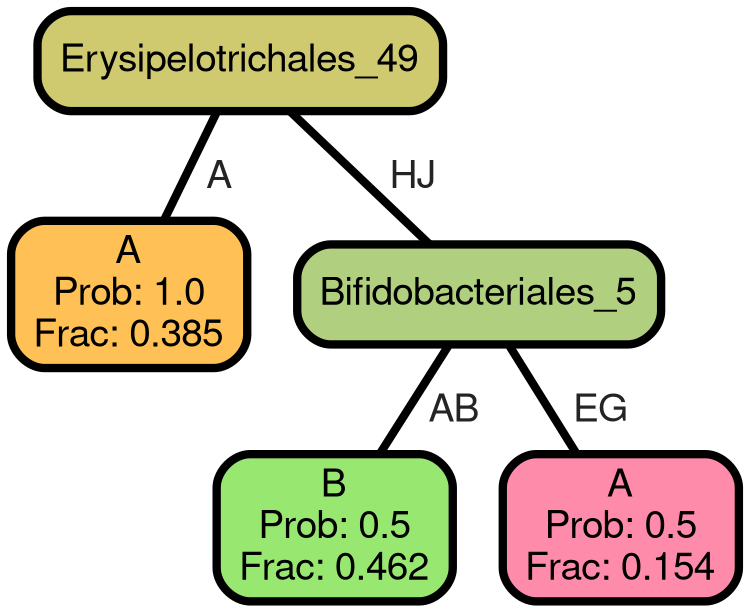 Erysipelotrichales_49
A
HJ
A
Prob: 1.0
Frac: 0.385
Bifidobacteriales_5
AB
EG
B
Prob: 0.5
Frac: 0.462
A
Prob: 0.5
Frac: 0.154